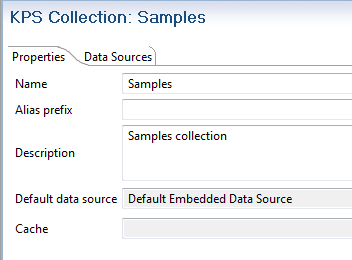 KPS Collection: Samples
Properties Data Sources
Name Samples
Alias prefix
Samples collection
Description
Default data source Default Embedded Data Source
Cache